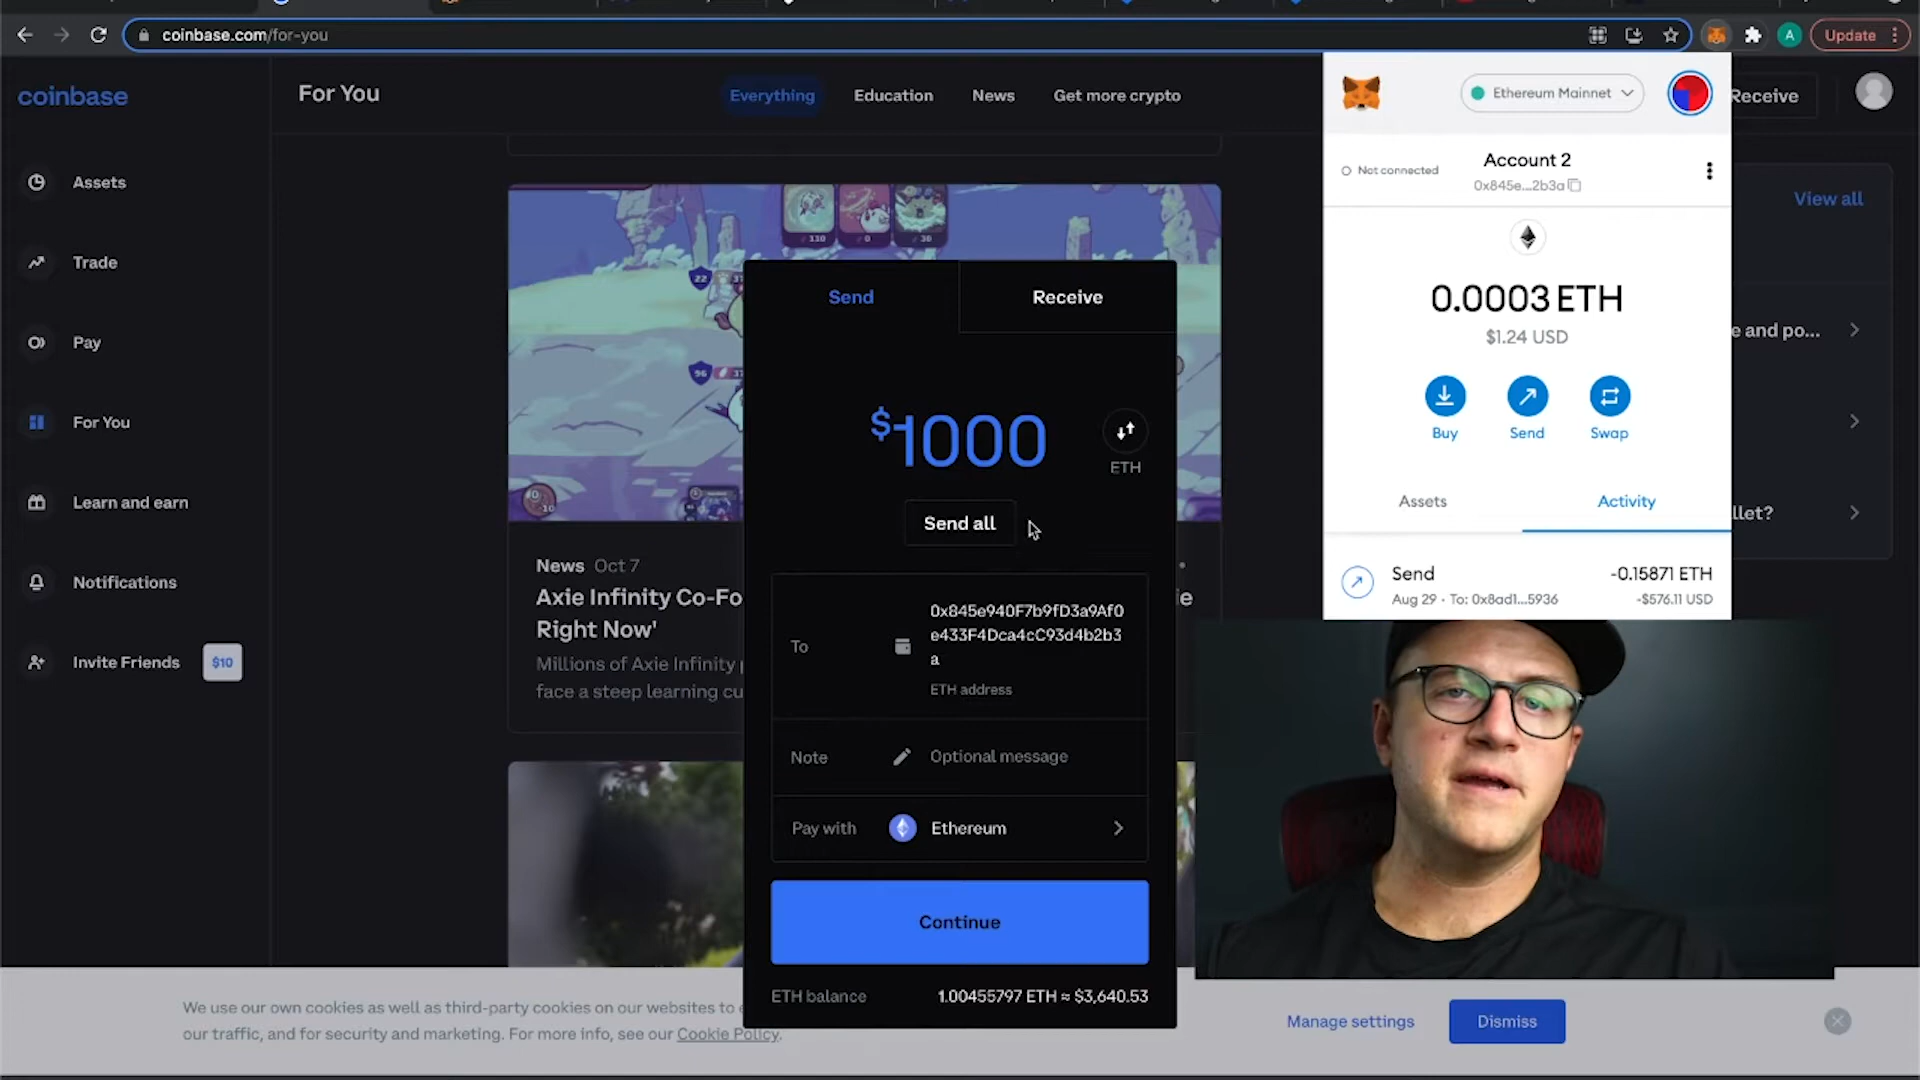 coinbase.com/for-you
A
Update
coinbase
For You
Everything
Education
News
Get more crypto
Receive
Assets
Trade
Pay
For You
Learn and earn
Notifications
Invite Friends
$10
News Oct 7
Axie Infinity Co-Fo
Right Now'
Millions of Axie Infinity
face a steep learning cu
Send
Receive
$1000
ETH
Send all
To
0x845e940F7b9fD3a9Af0
e433F4Dca4cC93d4b2b3
a
ETH address
Note
Optional message
Pay with
Ethereum
Continue
ETH balance
1.00455797 ETH ≈ $3,640.53
Ethereum Mainnet
Not connected
Account 2
0x845e...2b3a
0.0003 ETH
$1.24 USD
Buy
Send
Swap
Assets
Activity
Send
-0.15871 ETH
Aug 29 · To: 0x8ad1...5936
-$576.11 USD
View all
e and po...
llet?
We use our own cookies as well as third-party cookies on our websites to e
our traffic, and for security and marketing. For more info, see our Cookie Policy.
Manage settings
Dismiss